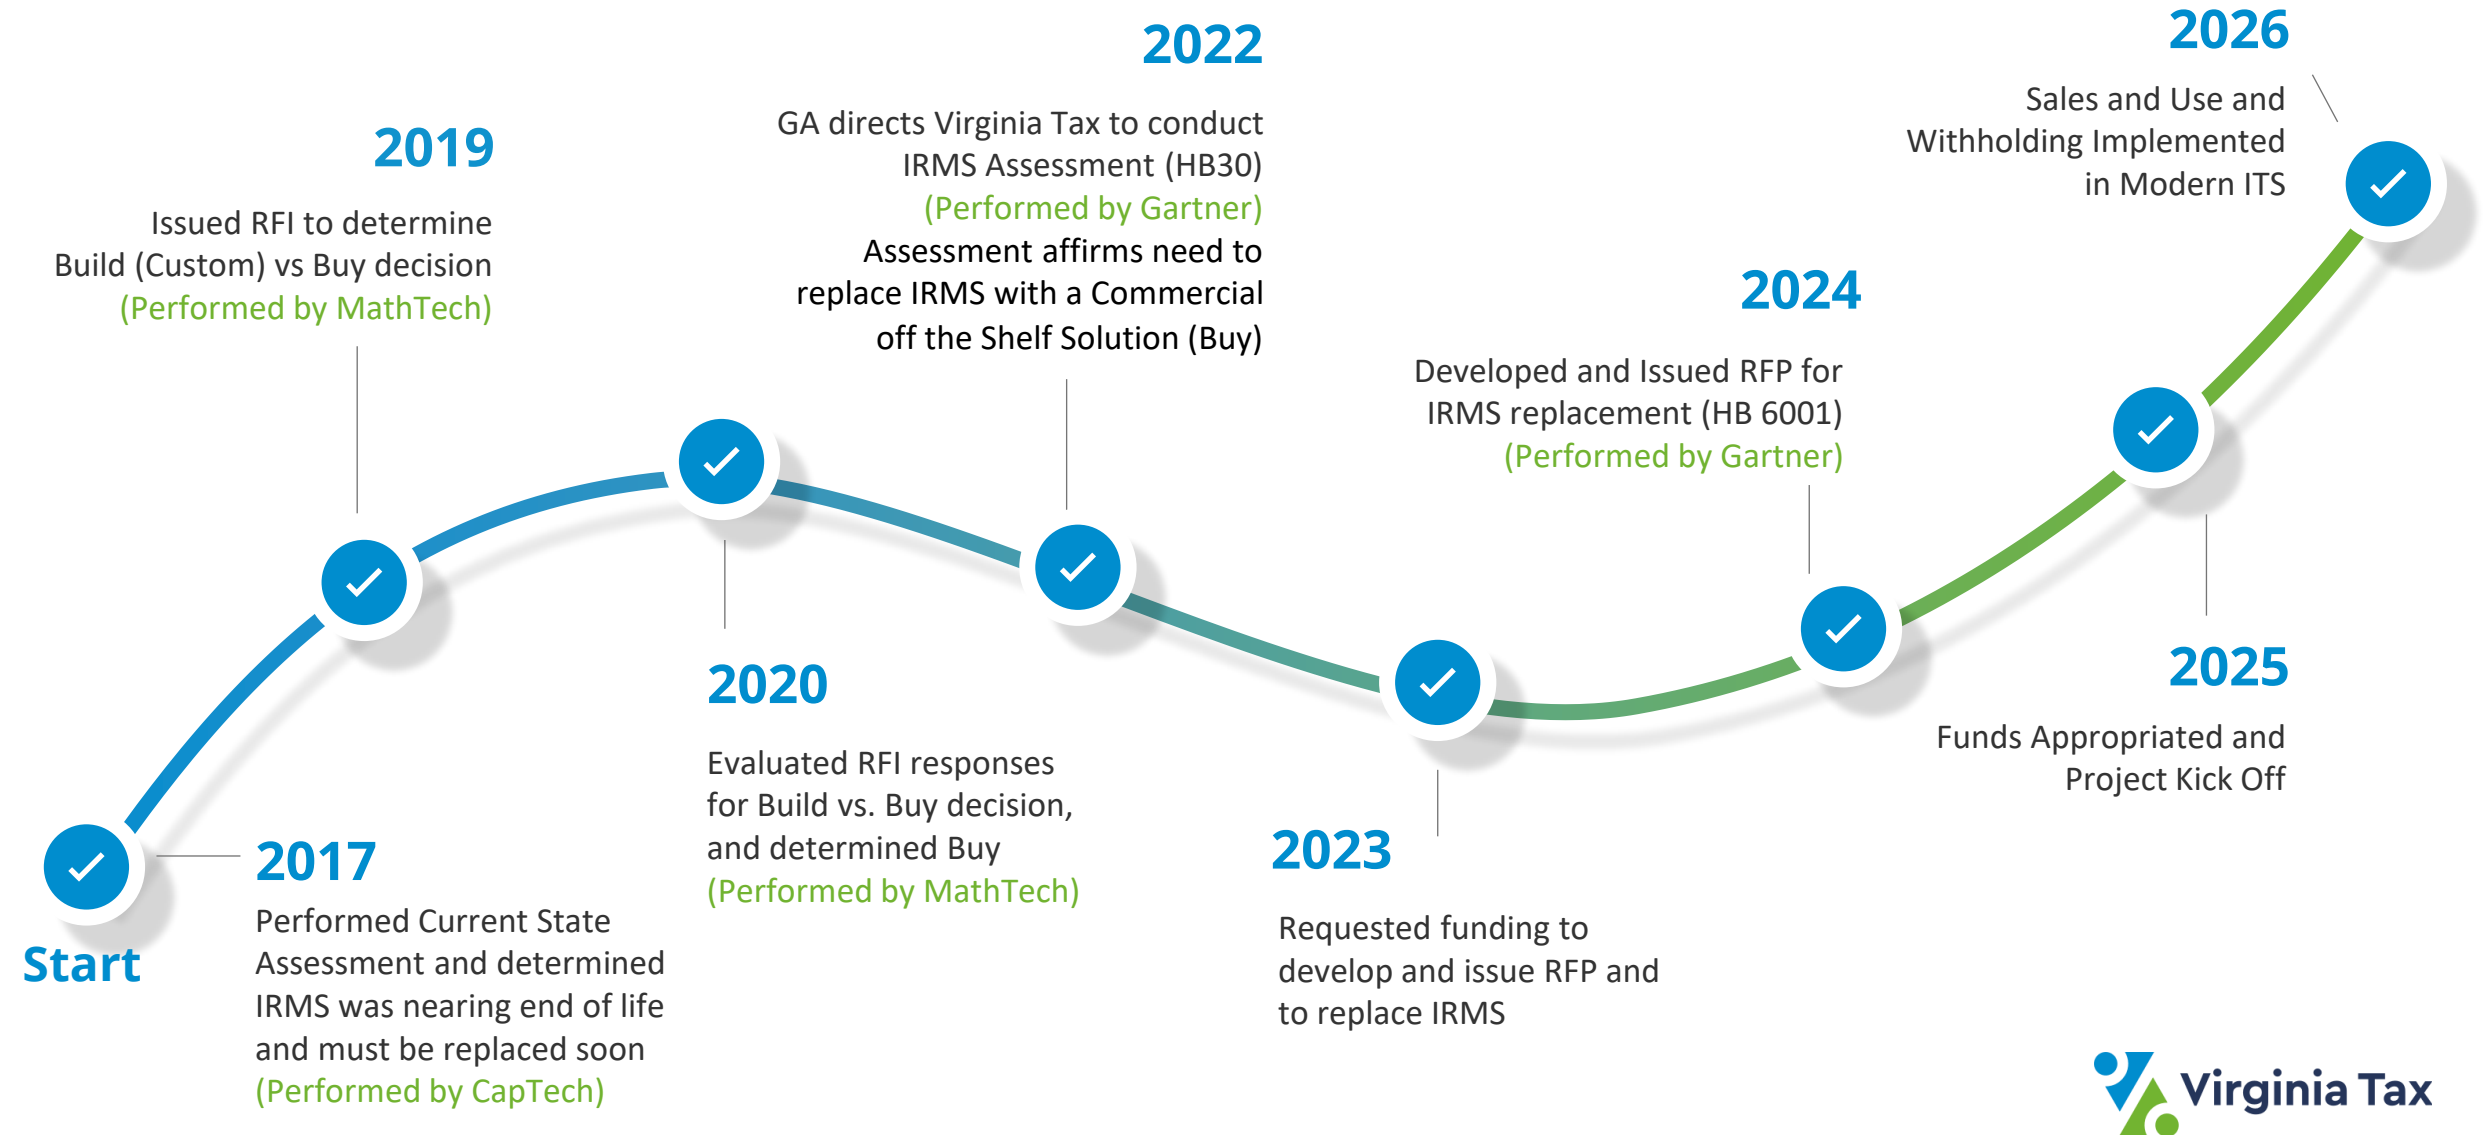 Start
2017
Performed Current State
Assessment and determined
IRMS was nearing end of life
and must be replaced soon
(Performed by CapTech)
2019
Issued RFI to determine
Build (Custom) vs Buy decision
(Performed by MathTech)
2020
Evaluated RFI responses
for Build vs. Buy decision,
and determined Buy
(Performed by MathTech)
2022
GA directs Virginia Tax to conduct
IRMS Assessment (HB30)
(Performed by Gartner)
Assessment affirms need to
replace IRMS with a Commercial
off the Shelf Solution (Buy)
2023
Requested funding to
develop and issue RFP and
to replace IRMS
2024
Developed and Issued RFP for
IRMS replacement (HB 6001)
(Performed by Gartner)
2025
Funds Appropriated and
Project Kick Off
2026
Sales and Use and
Withholding Implemented
in Modern ITS
Virginia Tax